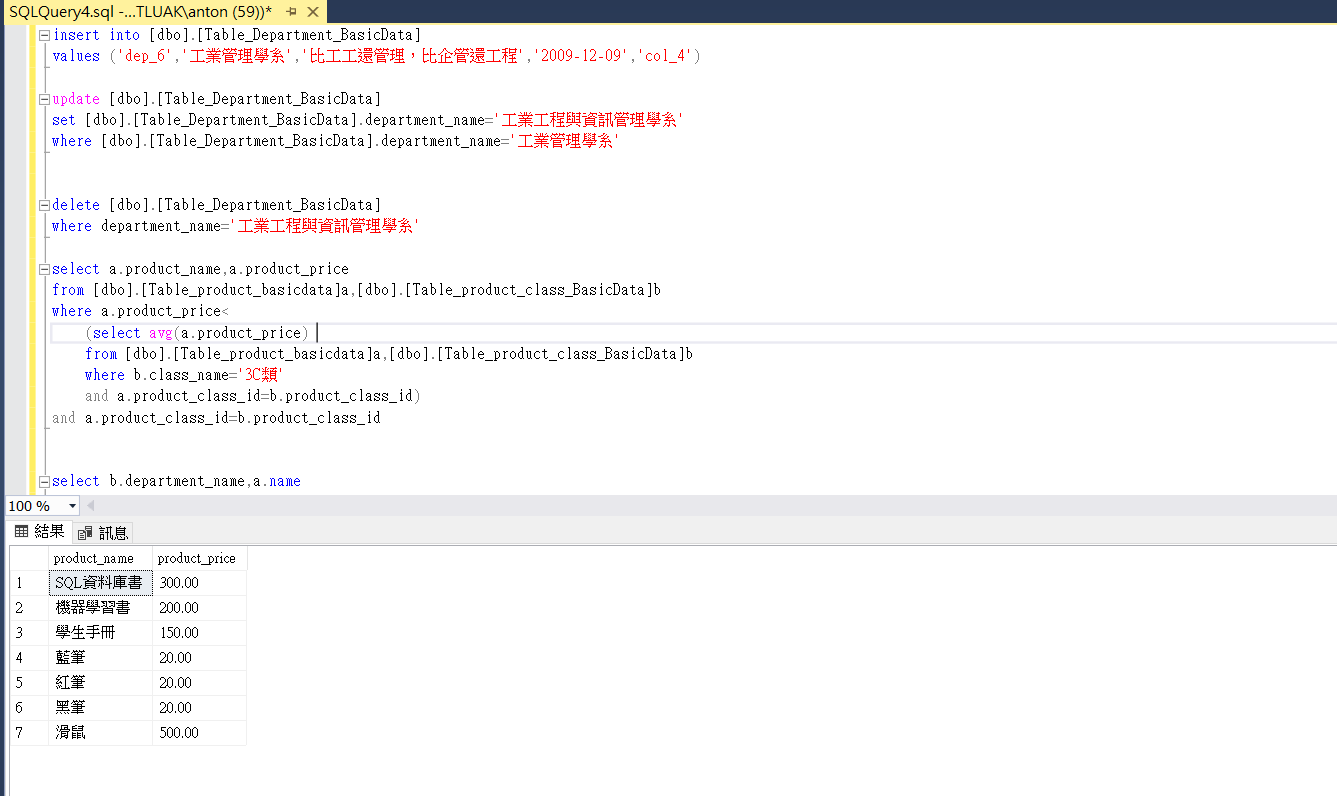 SQLQuery4.sql -...TLUAK\anton (59))*
insert into [dbo].[Table_Department_BasicData]
values ('dep_6','工業管理學系','比工工還管理，比企管還工程','2009-12-09','col_4')
update [dbo].[Table_Department_BasicData]
set [dbo].[Table_Department_BasicData].department_name='工業工程與資訊管理學系'
where [dbo].[Table_Department_BasicData].department_name='工業管理學系'
delete [dbo].[Table_Department_BasicData]
where department_name='工業工程與資訊管理學系'
select a.product_name,a.product_price
from [dbo].[Table_product_basicdata]a,[dbo].[Table_product_class_BasicData]b
where a.product_price<
(select avg(a.product_price)
from [dbo].[Table_product_basicdata]a,[dbo].[Table_product_class_BasicData]b
where b.class_name='3C類'
and a.product_class_id=b.product_class_id)
and a.product_class_id=b.product_class_id
select b.department_name,a.name
100 %
結果 訊息
product_name product_price
1 SQL資料庫書 300.00
2 機器學習書 200.00
3 學生手冊 150.00
4 藍筆 20.00
5 紅筆 20.00
6 黑筆 20.00
7 滑鼠 500.00